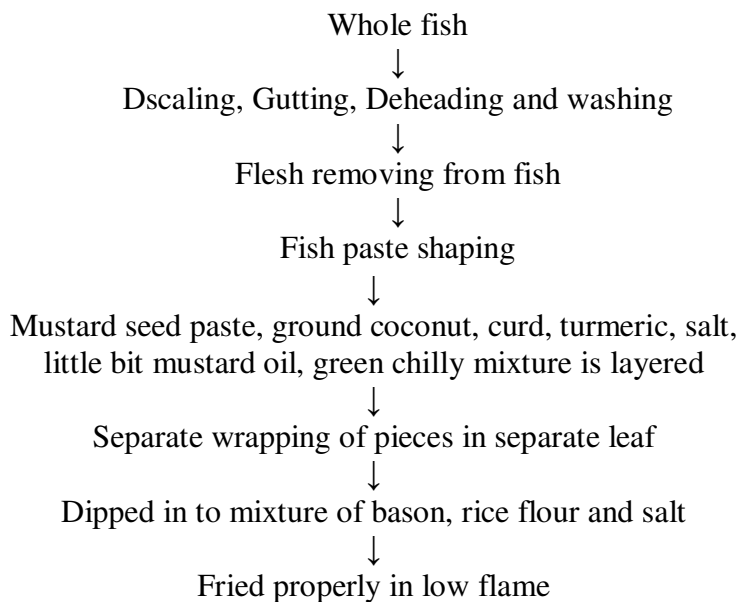 Whole fish
↓
Dscaling, Gutting, Deheading and washing
↓
Flesh removing from fish
↓
Fish paste shaping
↓
Mustard seed paste, ground coconut, curd, turmeric, salt,
little bit mustard oil, green chilly mixture is layered
↓
Separate wrapping of pieces in separate leaf
↓
Dipped in to mixture of bason, rice flour and salt
↓
Fried properly in low flame